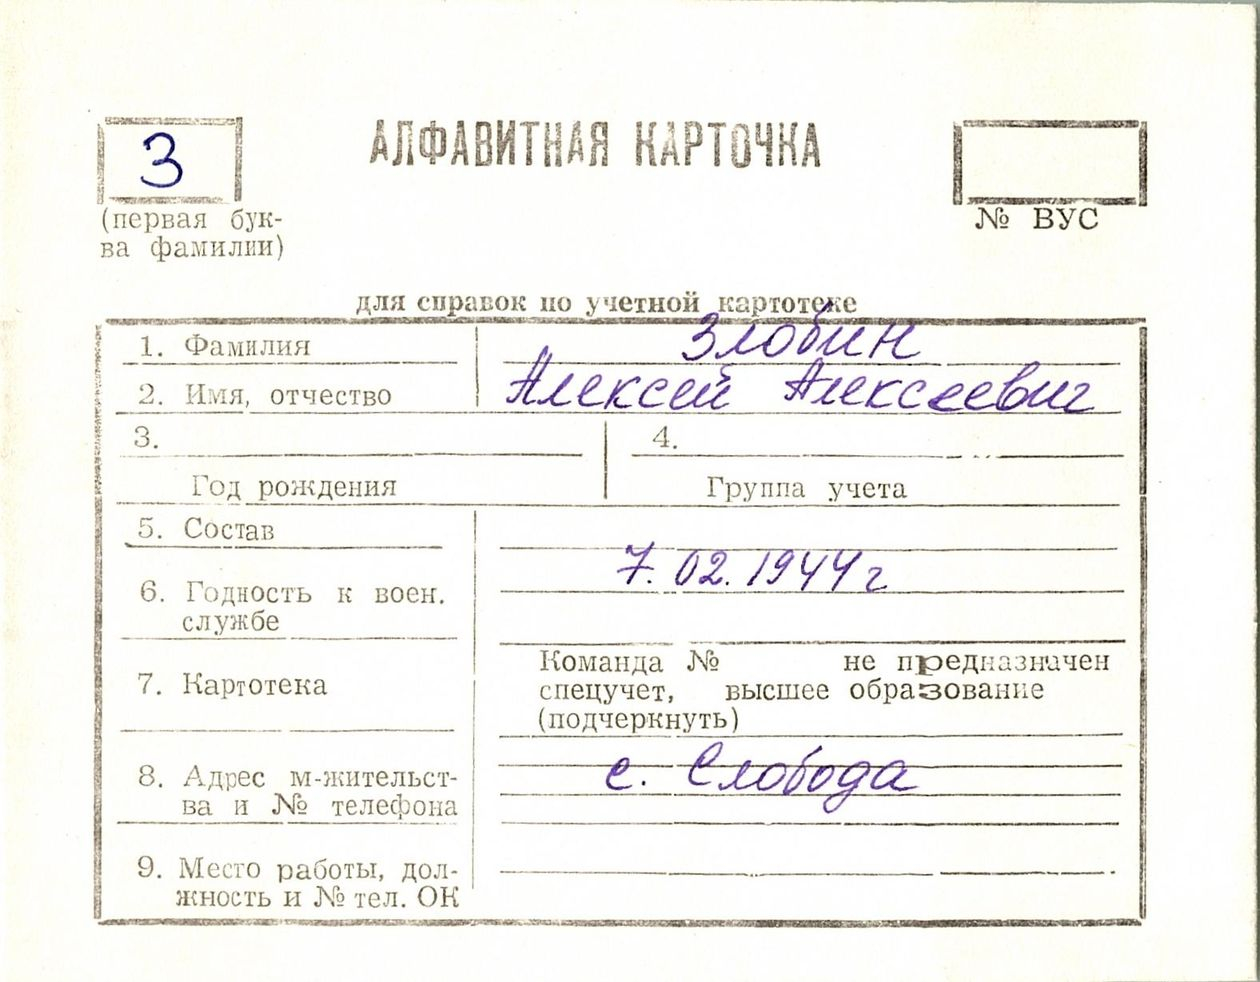 АЛФАВИТНАЯ КАРТОЧКА
З
(первая бук-
ва фамилии)
№ ВУС
для справок по учетной картотеке
1. Фамилия Злобин
2. Имя, отчество Алексей Алексеевич
3. 4.
Год рождения Группа учета
5. Состав
7.02.1944г
6. Годность к воен.
службе
7. Картотека
Команда № не предназначен
спецучет, высшее образование
(подчеркнуть)
8. Адрес м-жительст-
ва и № телефона
с. Слобода
9. Место работы, дол-
жность и № тел. ОК